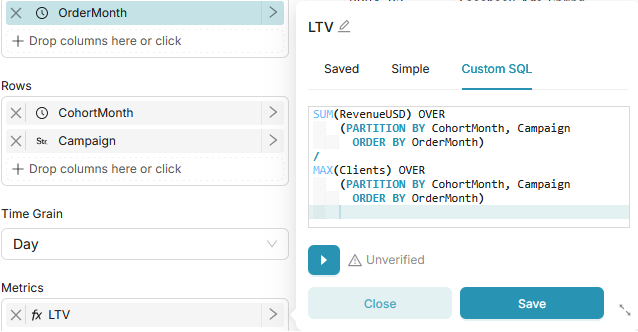 OrderMonth
Drop columns here or click
Rows
CohortMonth
Str. Campaign
Drop columns here or click
Time Grain
Day
Metrics
fx LTV
LTV
Saved Simple Custom SQL
SUM(RevenueUSD) OVER
(PARTITION BY CohortMonth, Campaign
ORDER BY OrderMonth)
/
MAX(Clients) OVER
(PARTITION BY CohortMonth, Campaign
ORDER BY OrderMonth)
Unverified
Close Save